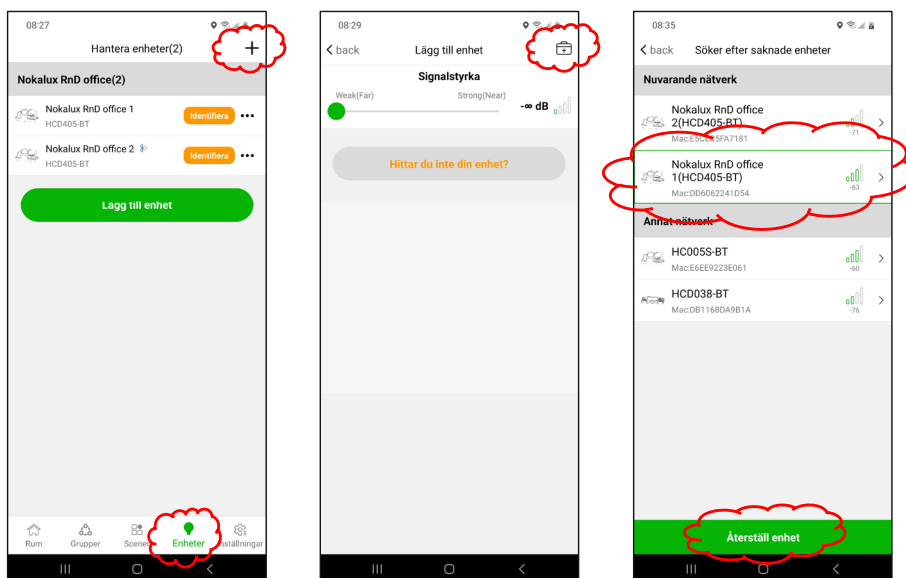 08:27
Hantera enheter(2)
Nokalux RnD office(2)
Nokalux RnD office 1
HCD405-BT
Identifiera
Nokalux RnD office 2
HCD405-BT
Identifiera
Lägg till enhet
Rum
Grupper
Scener
Enheter
Inställningar
08:29
back
Lägg till enhet
Signalstyrka
Weak(Far)
Strong(Near)
-∞ dB
Hittar du inte din enhet?
08:35
back
Söker efter saknade enheter
Nuvarande nätverk
Nokalux RnD office
2(HCD405-BT)
-71
Nokalux RnD office
1(HCD405-BT)
Mac:DD6062241D54
-63
Annat nätverk
HC005S-BT
Mac:E6EE9223E061
-60
HCD038-BT
Mac:DB1168DA9B1A
-76
Återställ enhet